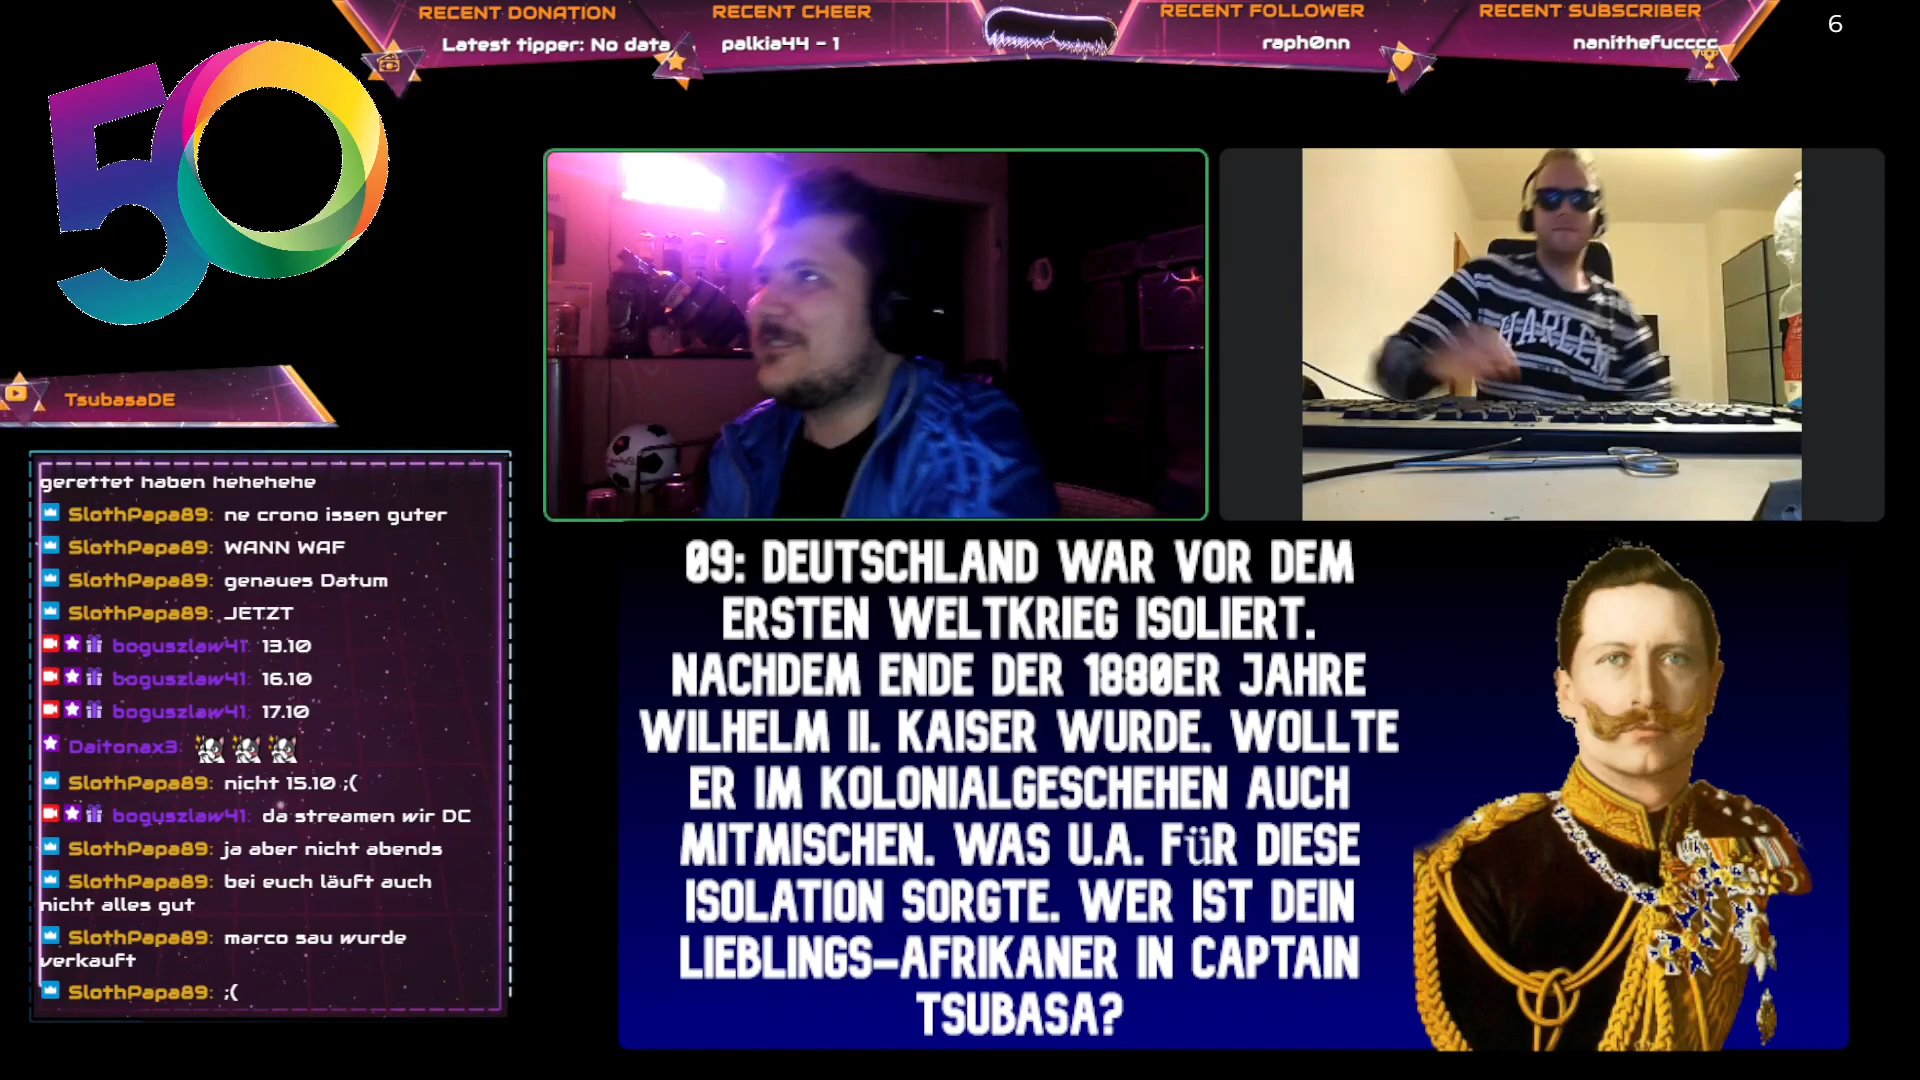 RECENT DONATION
Latest tipper: No data
RECENT CHEER
palkia44 - 1
RECENT FOLLOWER
raph0nn
RECENT SUBSCRIBER
nanithefucccc
6
50
TsubasaDE
gerettet haben hehehehe
SlothPapa89: ne crono issen guter
SlothPapa89: WANN WAF
SlothPapa89: genaues Datum
SlothPapa89: JETZT
boguszlaw41: 13.10
boguszlaw41: 16.10
boguszlaw41: 17.10
Daitonax3:
SlothPapa89: nicht 15.10 ;(
boguszlaw41: da streamen wir DC
SlothPapa89: ja aber nicht abends
SlothPapa89: bei euch läuft auch
nicht alles gut
SlothPapa89: marco sau wurde
verkauft
SlothPapa89: ;(
HARLEM
09: DEUTSCHLAND WAR VOR DEM
ERSTEN WELTKRIEG ISOLIERT.
NACHDEM ENDE DER 1880ER JAHRE
WILHELM II. KAISER WURDE. WOLLTE
ER IM KOLONIALGESCHEHEN AUCH
MITMISCHEN. WAS U.A. FüR DIESE
ISOLATION SORGTE. WER IST DEIN
LIEBLINGS-AFRIKANER IN CAPTAIN
TSUBASA?